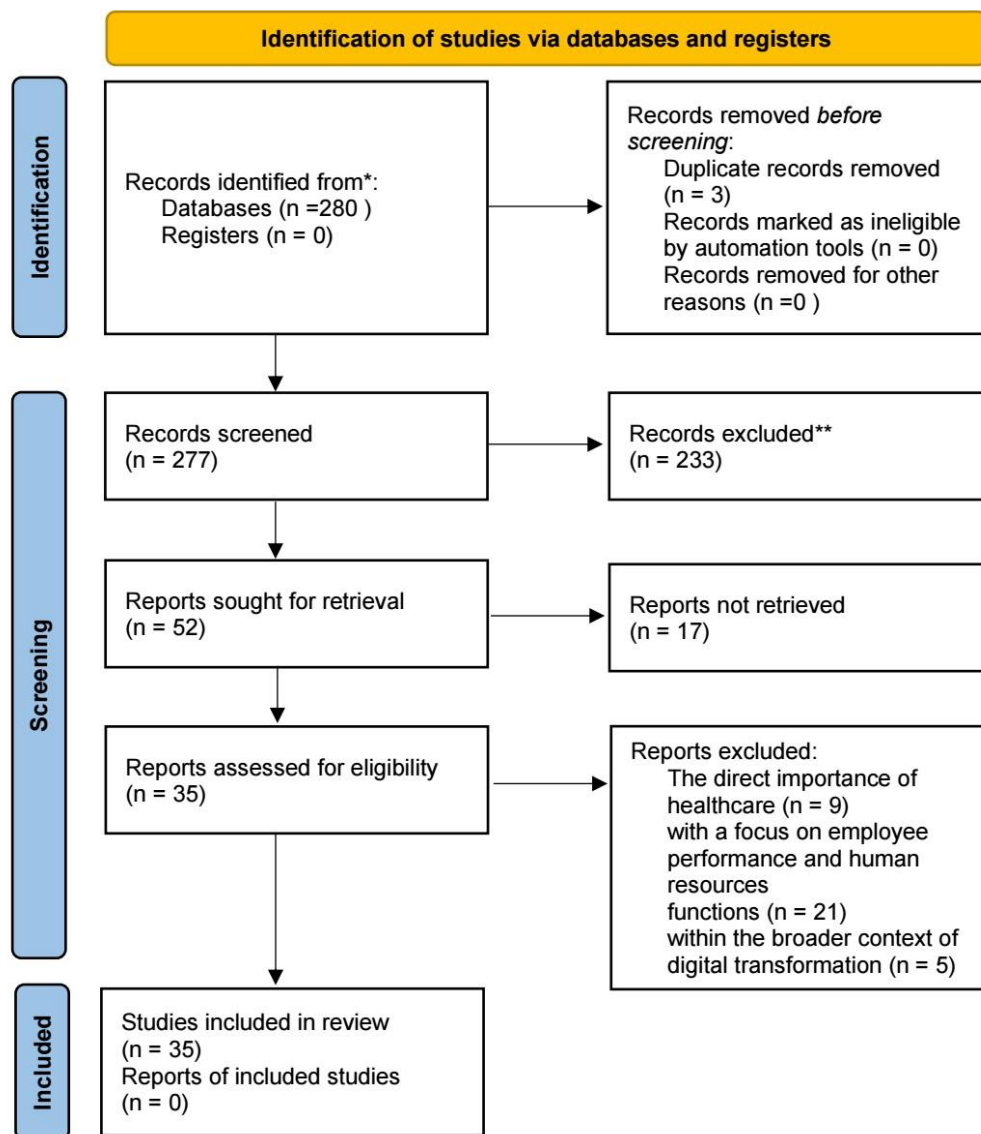 Identification of studies via databases and registers
Identification
Records identified from*:
Databases (n =280 )
Registers (n = 0)
Records removed before
screening:
Duplicate records removed
(n = 3)
Records marked as ineligible
by automation tools (n = 0)
Records removed for other
reasons (n =0 )
Screening
Records screened
(n = 277)
Records excluded**
(n = 233)
Reports sought for retrieval
(n = 52)
Reports not retrieved
(n = 17)
Reports assessed for eligibility
(n = 35)
Reports excluded:
The direct importance of
healthcare (n = 9)
with a focus on employee
performance and human
resources
functions (n = 21)
within the broader context of
digital transformation (n = 5)
Included
Studies included in review
(n = 35)
Reports of included studies
(n = 0)